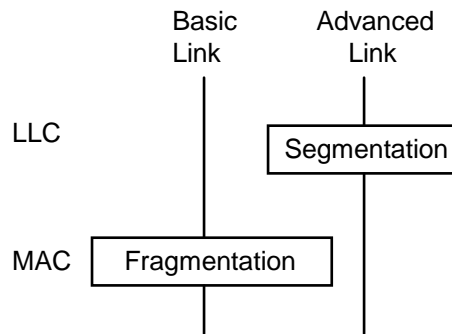 Basic
Link
Advanced
Link
LLC
Segmentation
MAC
Fragmentation